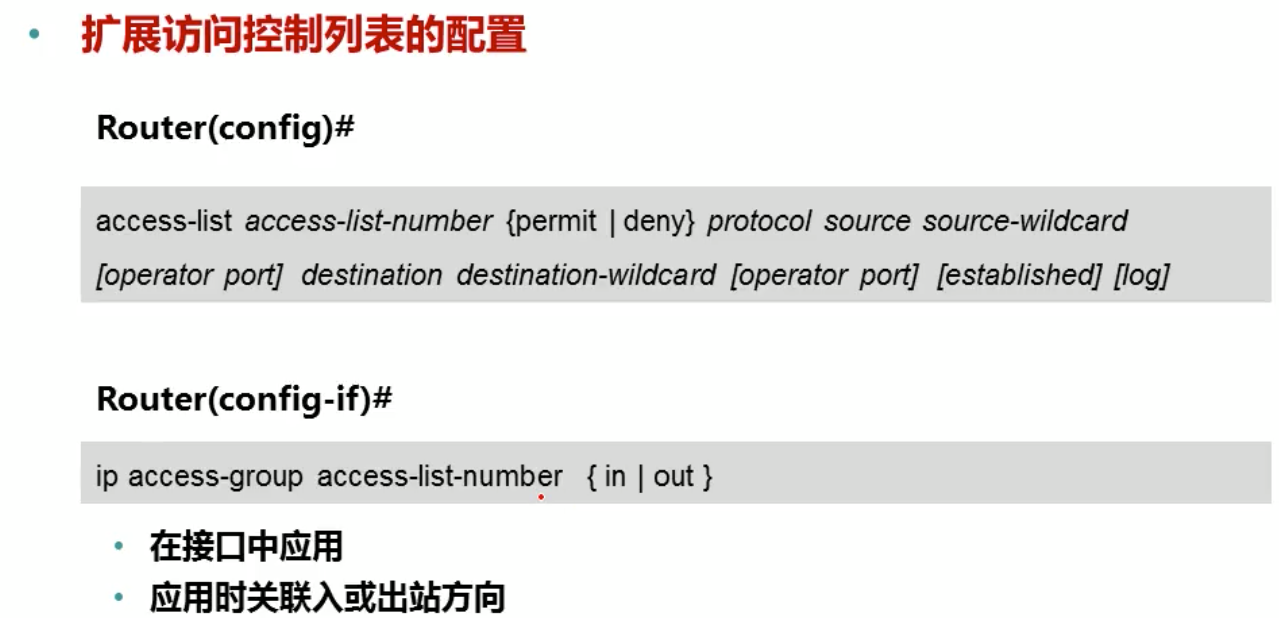 扩展访问控制列表的配置
Router(config)#
access-list access-list-number {permit | deny} protocol source source-wildcard
[operator port] destination destination-wildcard [operator port] [established] [log]
Router(config-if)#
ip access-group access-list-number { in | out }
在接口中应用
应用时关联入或出站方向